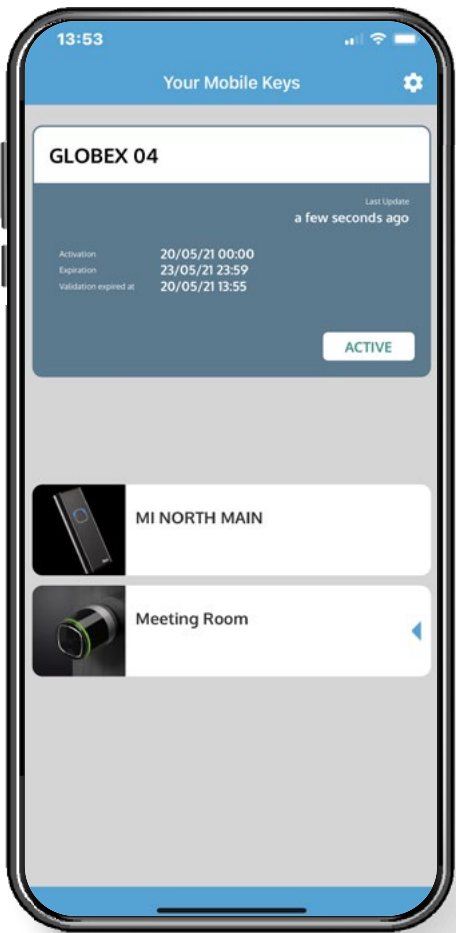 13:53
Your Mobile Keys
GLOBEX 04
Last Update
a few seconds ago
Activation 20/05/21 00:00
Expiration 23/05/21 23:59
Validation expired at 20/05/21 13:55
ACTIVE
MI NORTH MAIN
Meeting Room